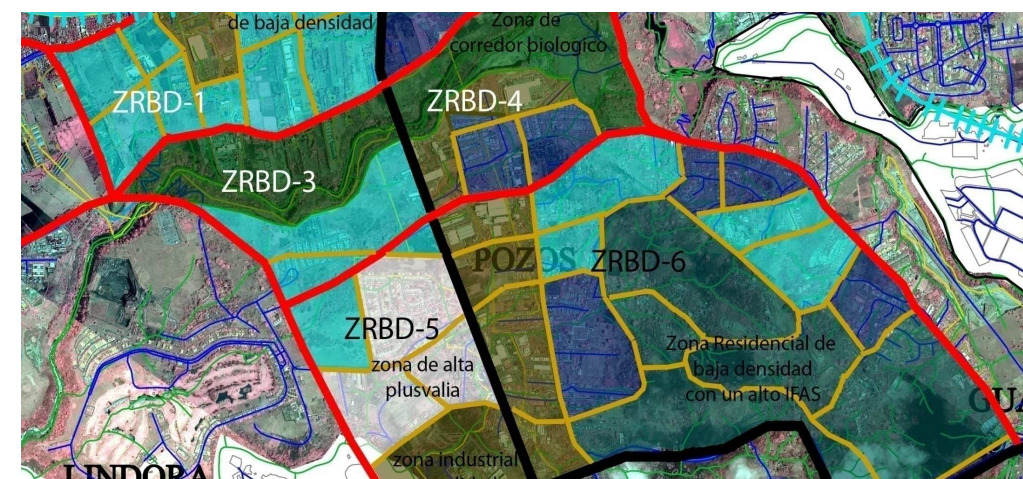 de baja densidad
Zona de
corredor biologico
ZRBD-1
ZRBD-4
ZRBD-3
POZOS
ZRBD-6
ZRBD-5
zona de alta
plusvalia
Zona Residencial de
baja densidad
con un alto IFAS
GUA
zona industrial
LINDORA